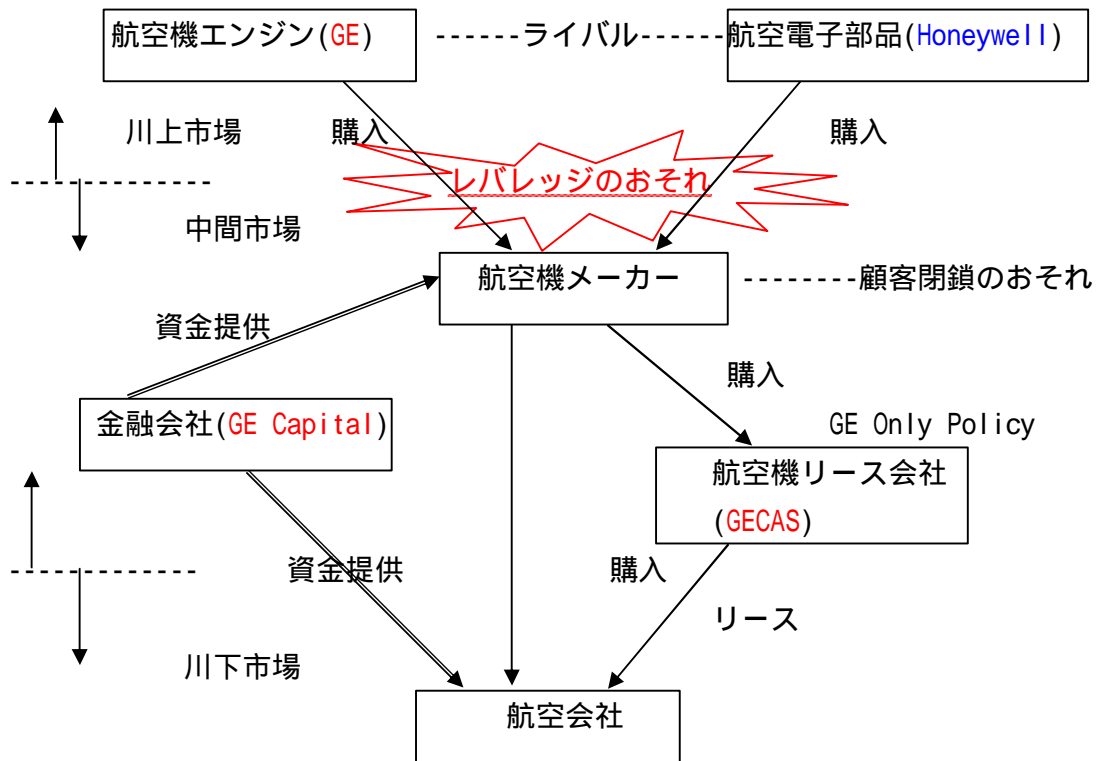 航空機エンジン(GE)
------ライバル------
航空電子部品(Honeywell)
川上市場
購入
購入
レバレッジのおそれ
中間市場
航空機メーカー
--------顧客閉鎖のおそれ
資金提供
購入
金融会社(GE Capital)
GE Only Policy
航空機リース会社
(GECAS)
資金提供
購入
リース
川下市場
航空会社